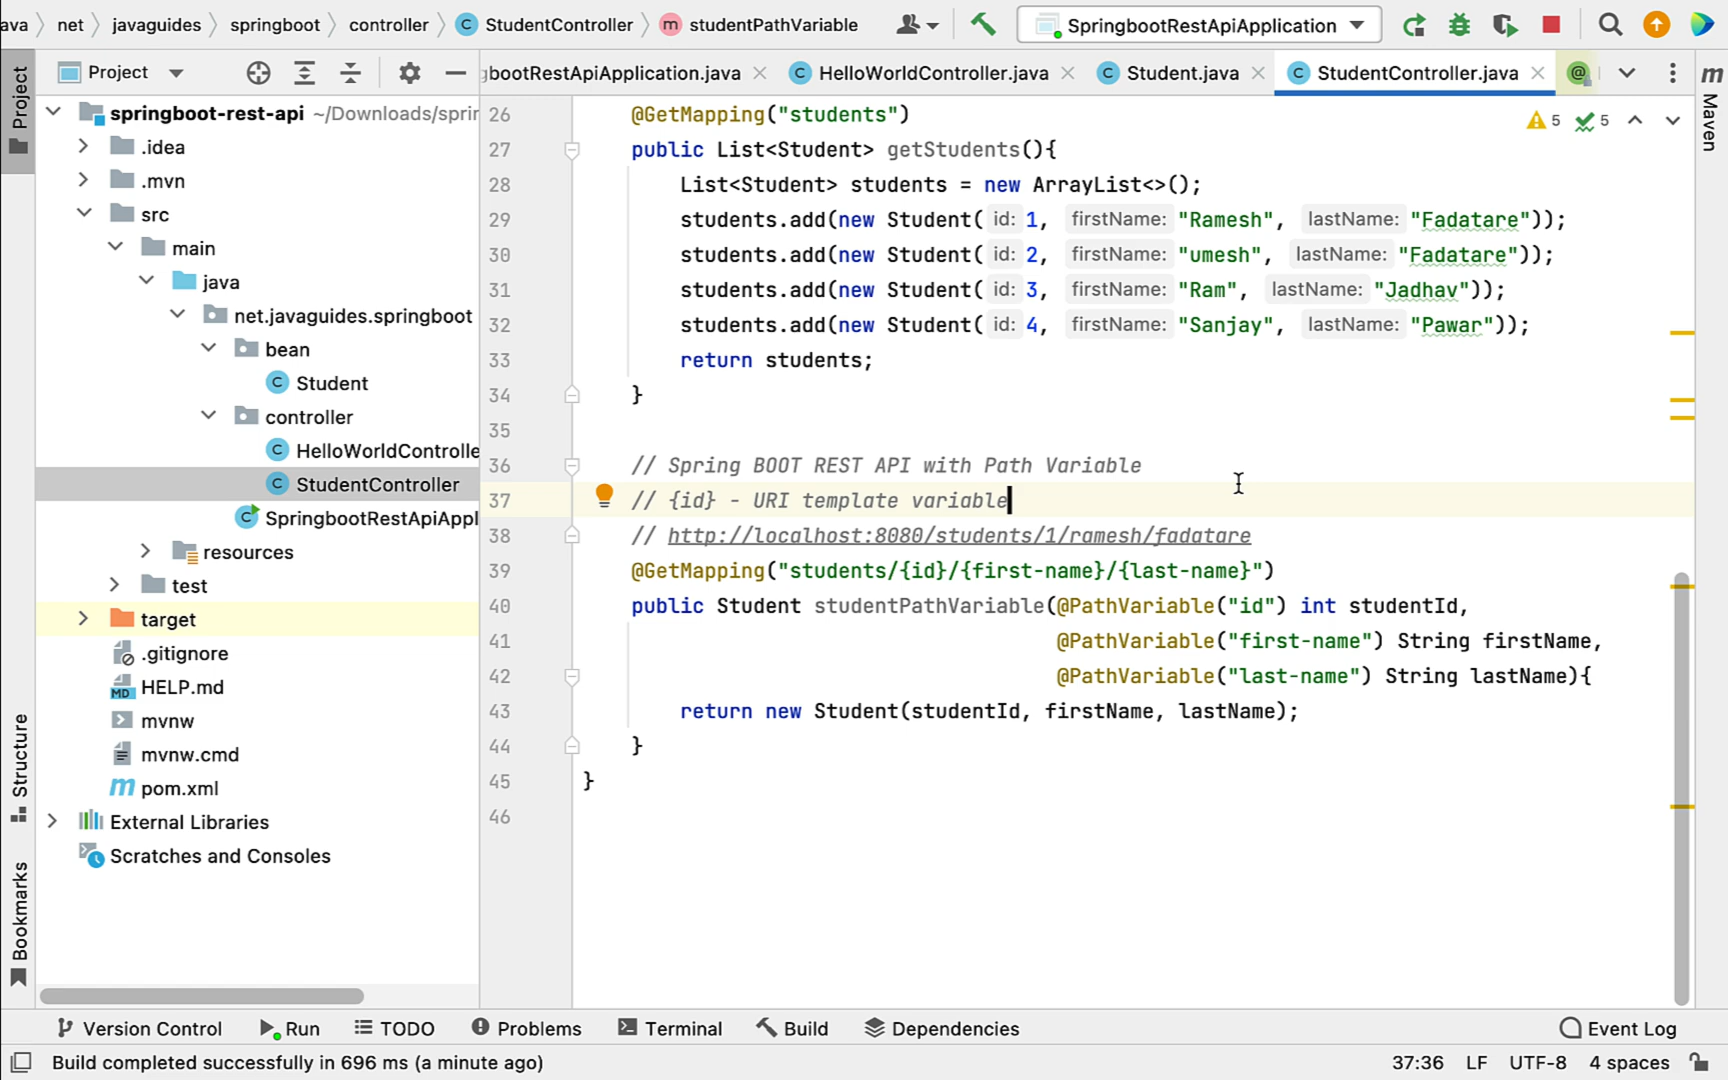 ava net javaguides springboot controller C StudentController m studentPathVariable SpringbootRestApiApplication
Project
Project
gbootRestApiApplication.java C HelloWorldController.java C Student.java C StudentController.java @
m
Maven
springboot-rest-api ~/Downloads/sprin
.idea
.mvn
src
main
java
net.javaguides.springboot
bean
C Student
controller
C HelloWorldControlle
C StudentController
C SpringbootRestApiAppl
resources
test
target
.gitignore
MD HELP.md
mvnw
mvnw.cmd
m pom.xml
External Libraries
Scratches and Consoles
Structure
Bookmarks
5 5
26 @GetMapping("students")
27 public List<Student> getStudents(){
28 List<Student> students = new ArrayList<>();
29 students.add(new Student( id: 1, firstName: "Ramesh", lastName: "Fadatare"));
30 students.add(new Student( id: 2, firstName: "umesh", lastName: "Fadatare"));
31 students.add(new Student( id: 3, firstName: "Ram", lastName: "Jadhav"));
32 students.add(new Student( id: 4, firstName: "Sanjay", lastName: "Pawar"));
33 return students;
34 }
35
36 // Spring BOOT REST API with Path Variable
37 // {id} - URI template variable
38 // http://localhost:8080/students/1/ramesh/fadatare
39 @GetMapping("students/{id}/{first-name}/{last-name}")
40 public Student studentPathVariable(@PathVariable("id") int studentId,
41 @PathVariable("first-name") String firstName,
42 @PathVariable("last-name") String lastName){
43 return new Student(studentId, firstName, lastName);
44 }
45 }
46
Version Control Run TODO Problems Terminal Build Dependencies Event Log
Build completed successfully in 696 ms (a minute ago) 37:36 LF UTF-8 4 spaces